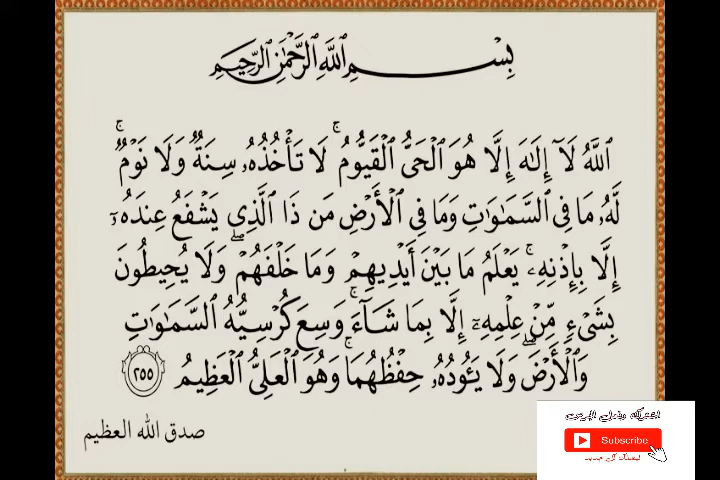 بِسْمِ ٱللَّهِ ٱلرَّحْمَٰنِ ٱلرَّحِيمِ
ٱللَّهُ لَآ إِلَٰهَ إِلَّا هُوَ ٱلْحَىُّ ٱلْقَيُّومُ ۚ لَا تَأْخُذُهُۥ سِنَةٌ وَلَا نَوْمٌ ۚ
لَّهُۥ مَا فِى ٱلسَّمَٰوَٰتِ وَمَا فِى ٱلْأَرْضِ مَن ذَا ٱلَّذِى يَشْفَعُ عِندَهُۥٓ
إِلَّا بِإِذْنِهِۦ ۚ يَعْلَمُ مَا بَيْنَ أَيْدِيهِمْ وَمَا خَلْفَهُمْ ۖ وَلَا يُحِيطُونَ
بِشَىْءٍ مِّنْ عِلْمِهِۦٓ إِلَّا بِمَا شَآءَ ۚ وَسِعَ كُرْسِيُّهُ ٱلسَّمَٰوَٰتِ
وَٱلْأَرْضَ ۖ وَلَا يَـُٔودُهُۥ حِفْظُهُمَا ۚ وَهُوَ ٱلْعَلِىُّ ٱلْعَظِيمُ ٢٥٥
صدق الله العظيم
Subscribe